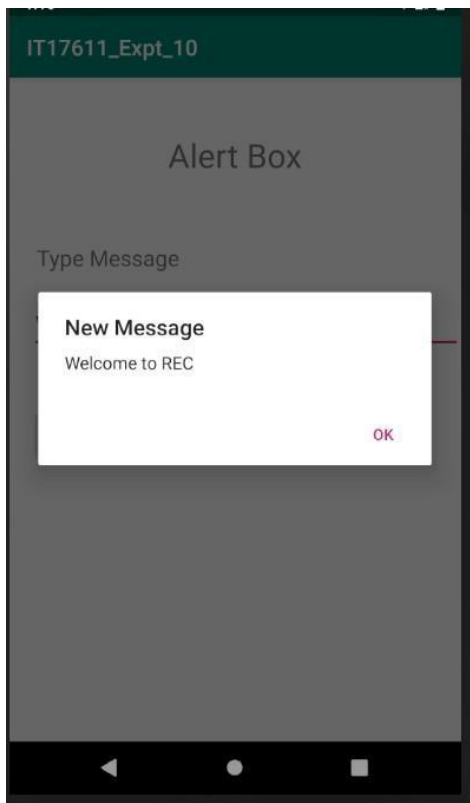 IT17611_Expt_10
Alert Box
Type Message
New Message
Welcome to REC
OK